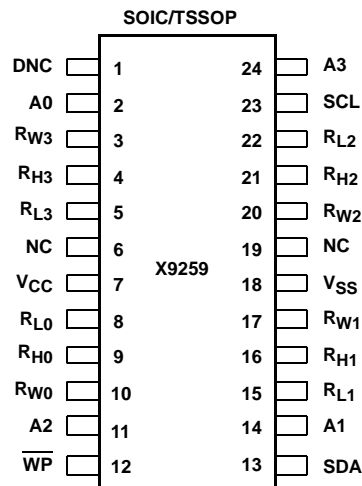 SOIC/TSSOP
DNC 1 24 A3
A0 2 23 SCL
RW3 3 22 RL2
RH3 4 21 RH2
RL3 5 20 RW2
NC 6 19 NC
X9259
VCC 7 18 VSS
RL0 8 17 RW1
RH0 9 16 RH1
RW0 10 15 RL1
A2 11 14 A1
W̅P̅ 12 13 SDA